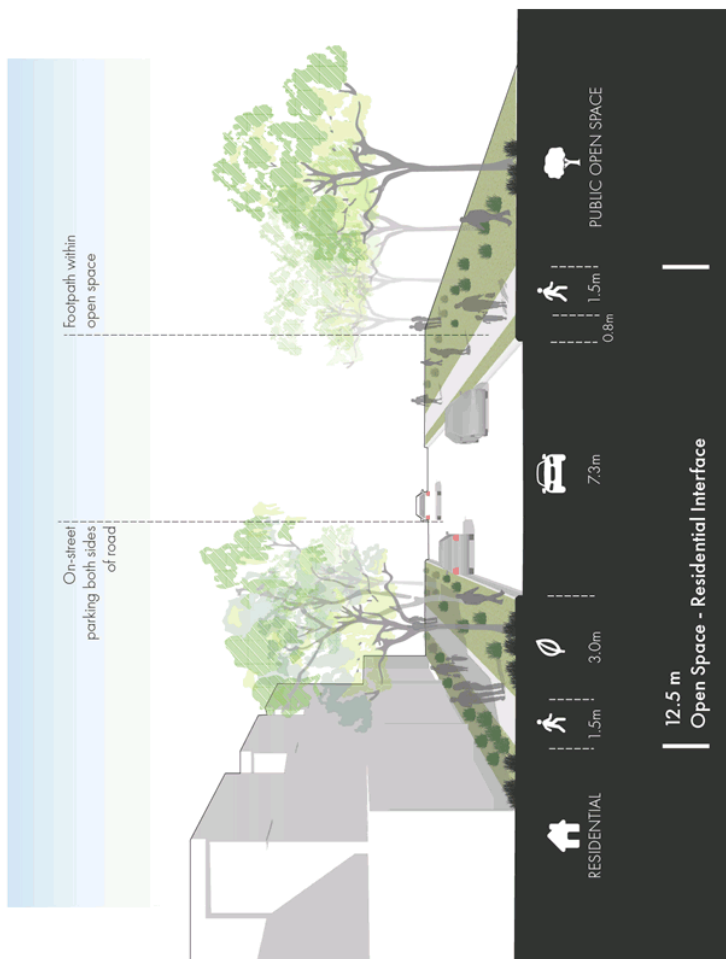 On-street
parking both sides
of road
Footpath within
open space
RESIDENTIAL
1.5m
3.0m
7.3m
0.8m
1.5m
PUBLIC OPEN SPACE
12.5 m
Open Space - Residential Interface